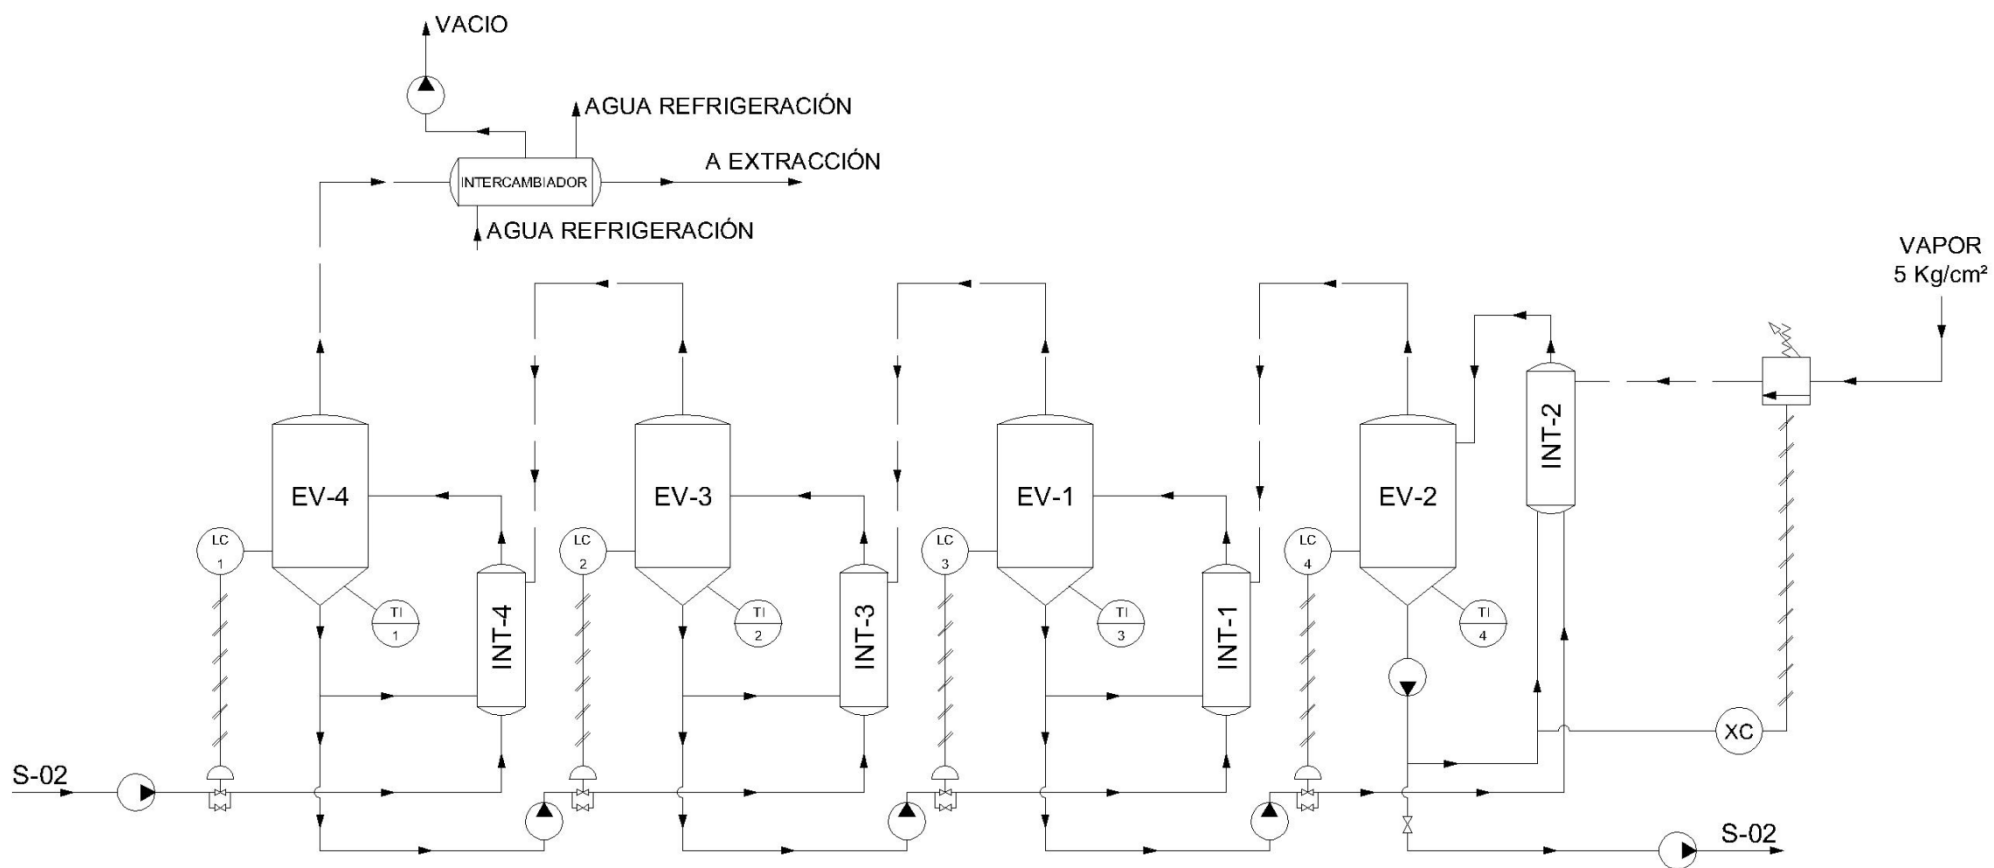 VACIO
AGUA REFRIGERACIÓN
A EXTRACCIÓN
INTERCAMBIADOR
AGUA REFRIGERACIÓN
VAPOR
5 Kg/cm²
INT-2
EV-4
EV-3
EV-1
EV-2
LC
1
LC
2
LC
3
LC
4
TI
1
TI
2
TI
3
TI
4
INT-4
INT-3
INT-1
XC
S-02
S-02